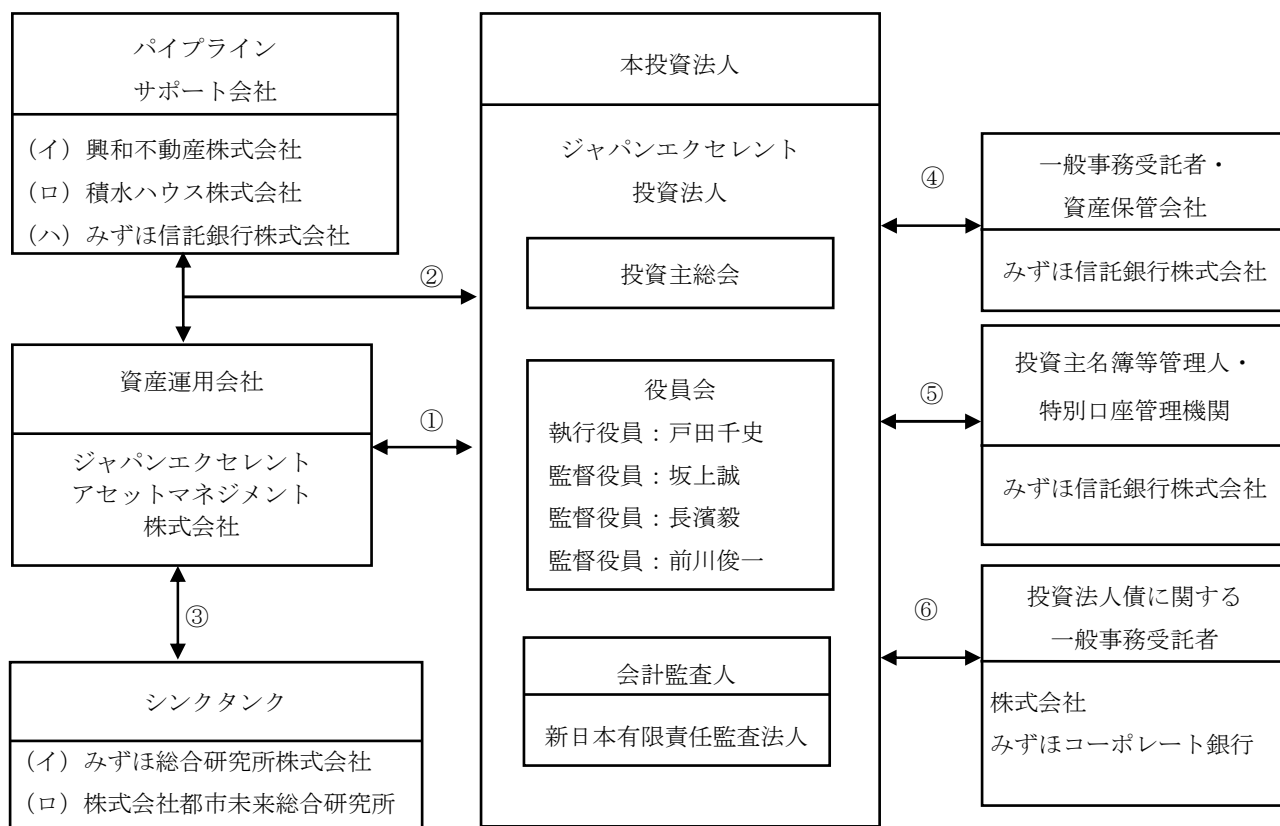 パイプライン
サポート会社
（イ）興和不動産株式会社
（ロ）積水ハウス株式会社
（ハ）みずほ信託銀行株式会社
②
資産運用会社
ジャパンエクセレント
アセットマネジメント
株式会社
①
③
シンクタンク
（イ）みずほ総合研究所株式会社
（ロ）株式会社都市未来総合研究所
本投資法人
ジャパンエクセレント
投資法人
投資主総会
役員会
執行役員：戸田千史
監督役員：坂上誠
監督役員：長濱毅
監督役員：前川俊一
会計監査人
新日本有限責任監査法人
④
一般事務受託者・
資産保管会社
みずほ信託銀行株式会社
⑤
投資主名簿等管理人・
特別口座管理機関
みずほ信託銀行株式会社
⑥
投資法人債に関する
一般事務受託者
株式会社
みずほコーポレート銀行